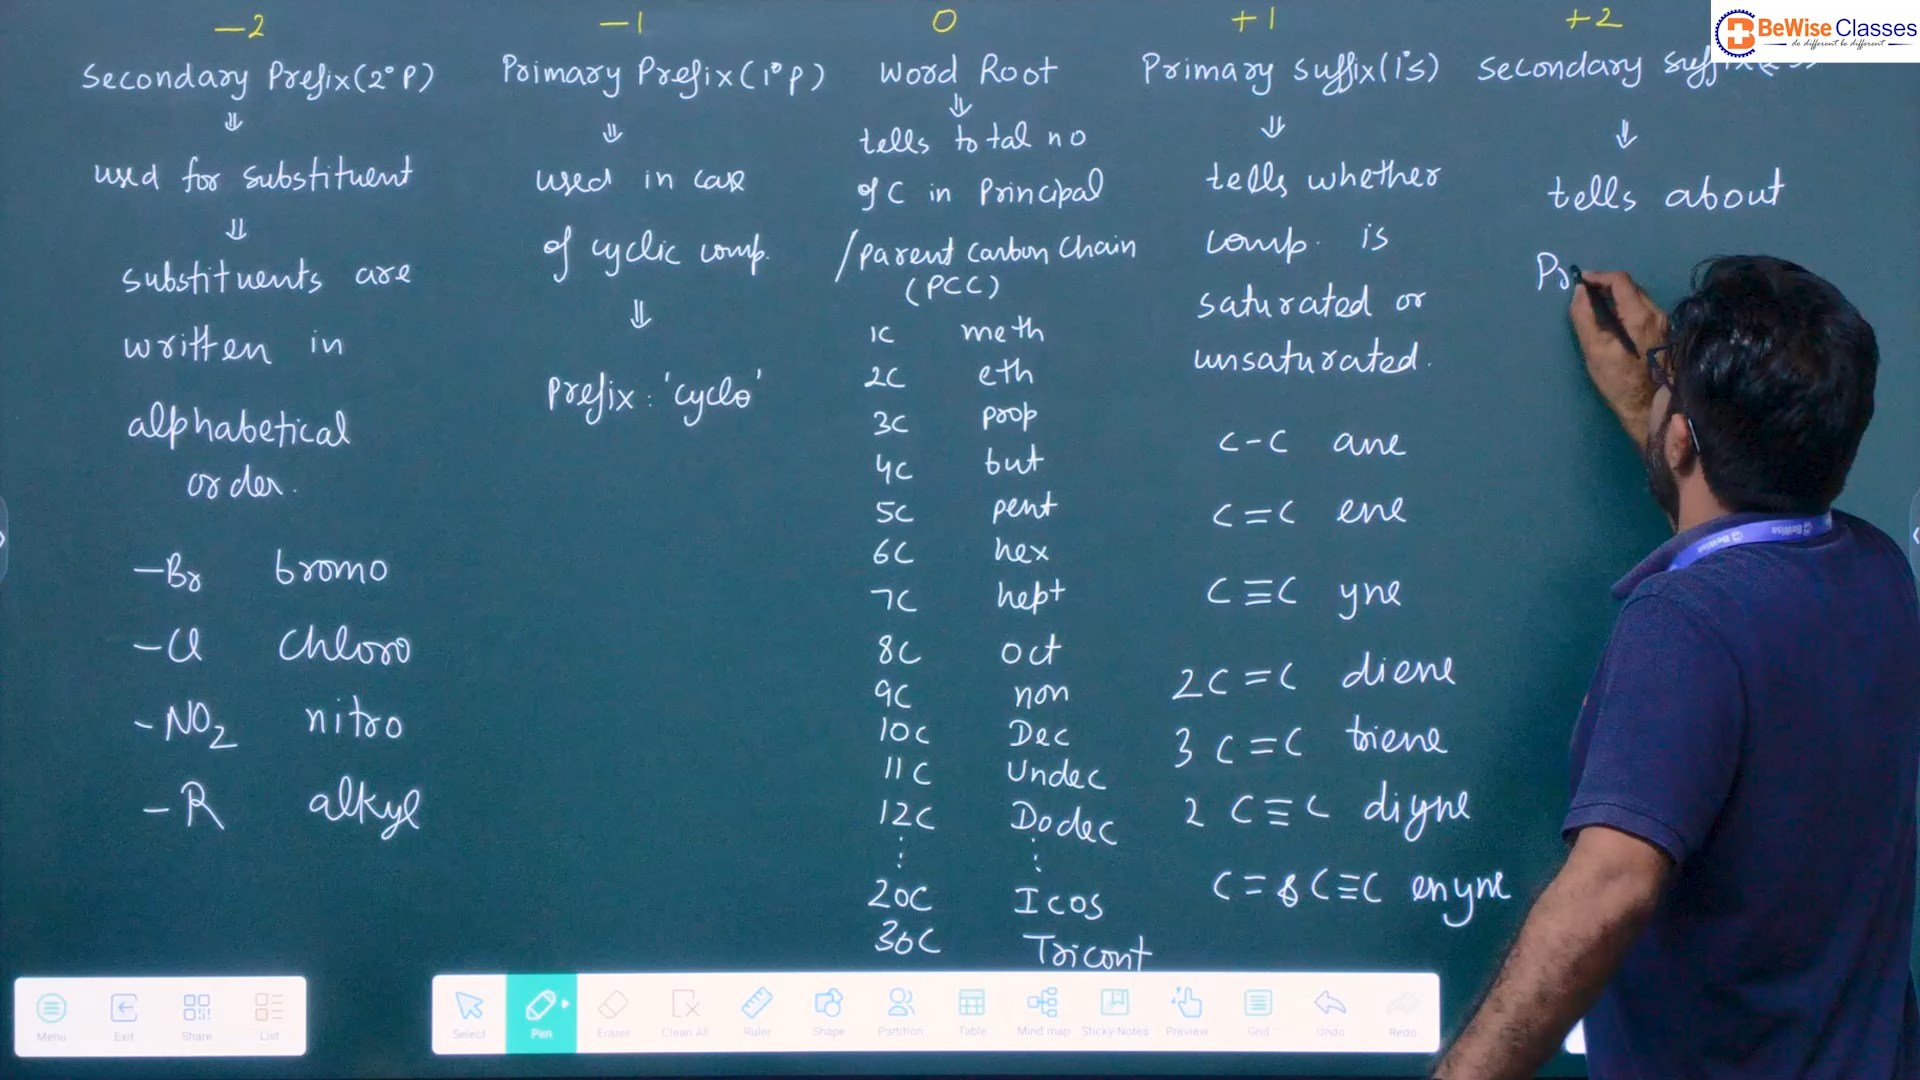 -2
Secondary Prefix (2° P)
⇓
used for substituent
⇓
substituents are
written in
alphabetical
order.
-Br bromo
-Cl chloro
-NO2 nitro
-R alkyl
-1
Primary Prefix (1° P)
⇓
used in case
of cyclic comp.
⇓
Prefix : 'cyclo'
0
Word Root
⇓
tells total no
of C in Principal
/Parent Carbon Chain
(PCC)
1C meth
2C eth
3C prop
4C but
5C pent
6C hex
7C hept
8C oct
9C non
10C Dec
11C Undec
12C Dodec
⋮ ⋮
20C Icos
30C Tricont
+1
Primary Suffix (1°S)
⇓
tells whether
comp. is
saturated or
unsaturated.
C-C ane
C=C ene
C≡C yne
2C=C diene
3 C=C triene
2 C≡C diyne
C=& C≡C enyne
+2
Secondary Suffix
⇓
tells about
Pr
BeWise Classes
do different be different
BeWise
Menu
Exit
Share
List
Select
Pen
Eraser
Clean All
Ruler
Shape
Partition
Table
Mind map
Sticky-Notes
Preview
Grid
Undo
Redo